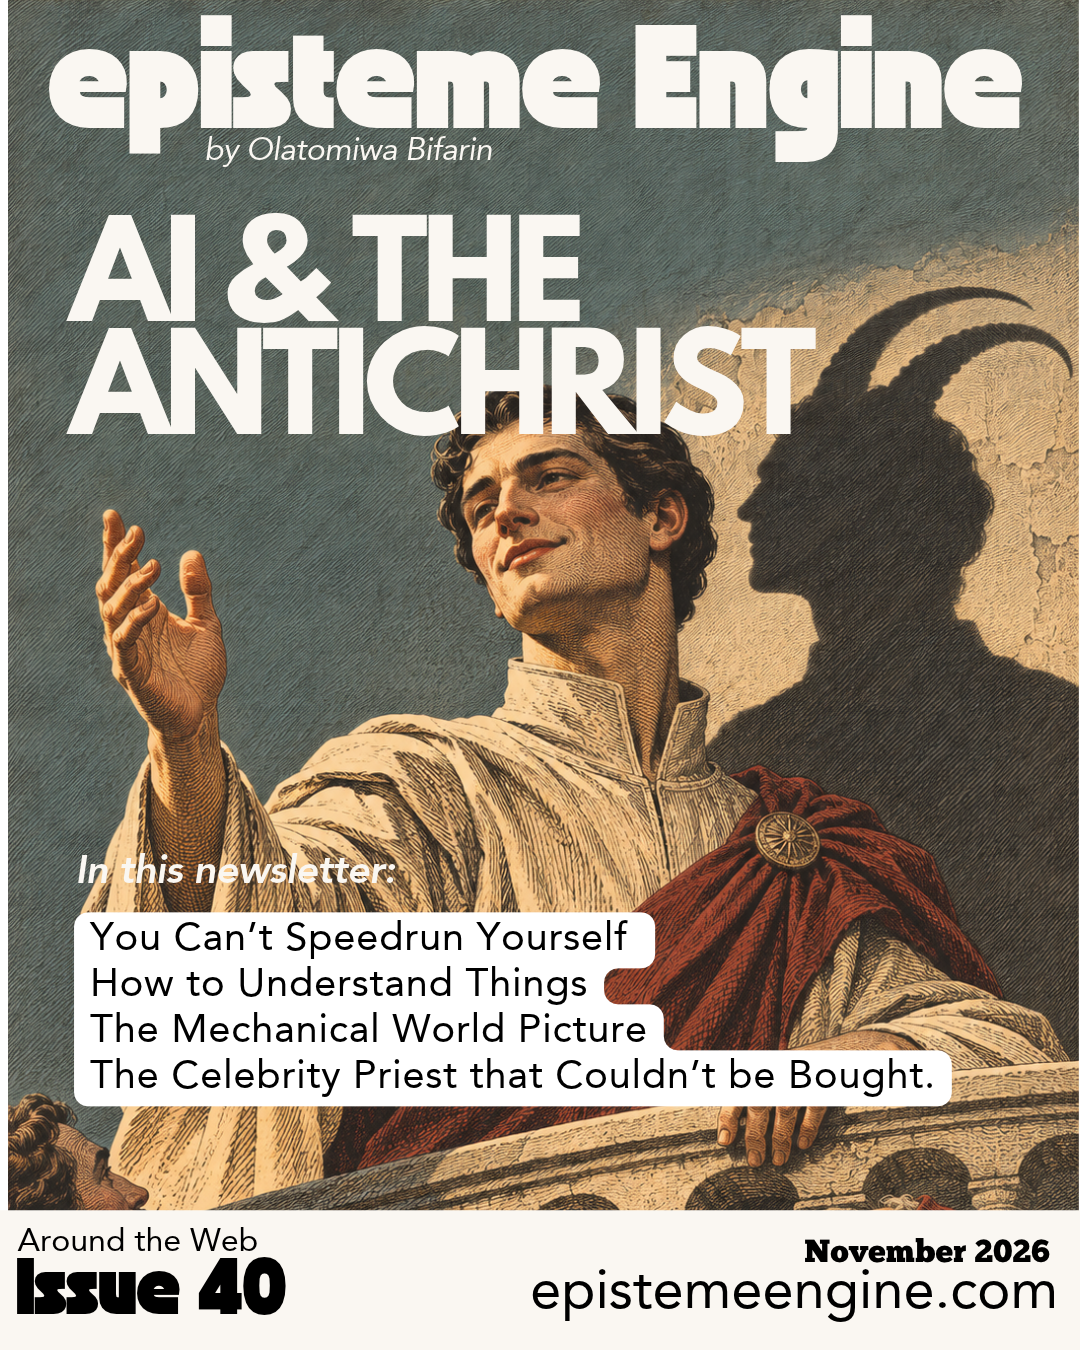 episteme Engine
by Olatomiwa Bifarin
AI & THE
ANTICHRIST
In this newsletter:
You Can’t Speedrun Yourself
How to Understand Things
The Mechanical World Picture
The Celebrity Priest that Couldn’t be Bought.
Around the Web
Issue 40
November 2026
epistemeengine.com